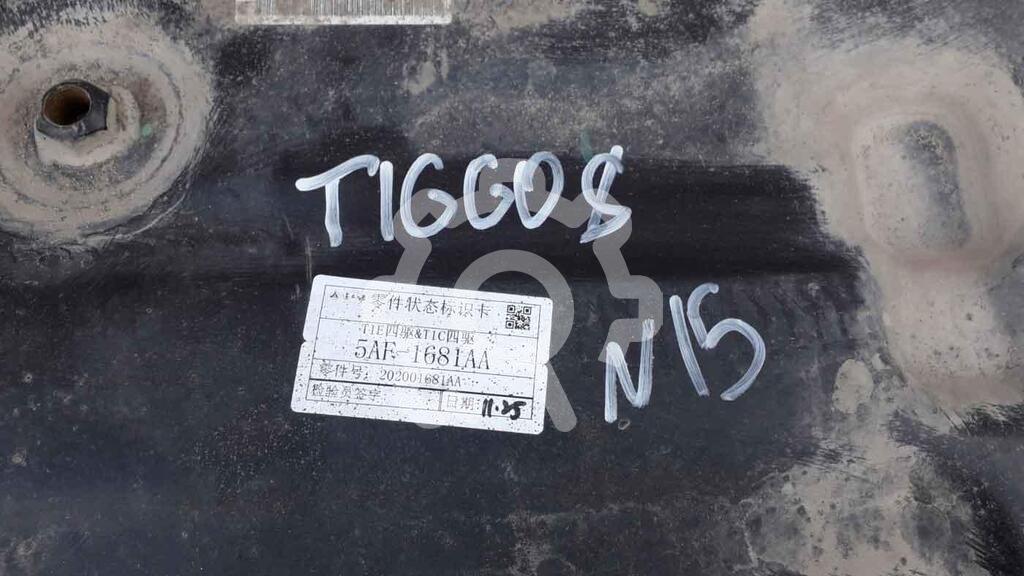 TIGGO8
零件状态标识卡
T1E四驱&T1C四驱
5AF-1681AA
零件号: 202001681AA
检验员签字
日期: 11.25
N15